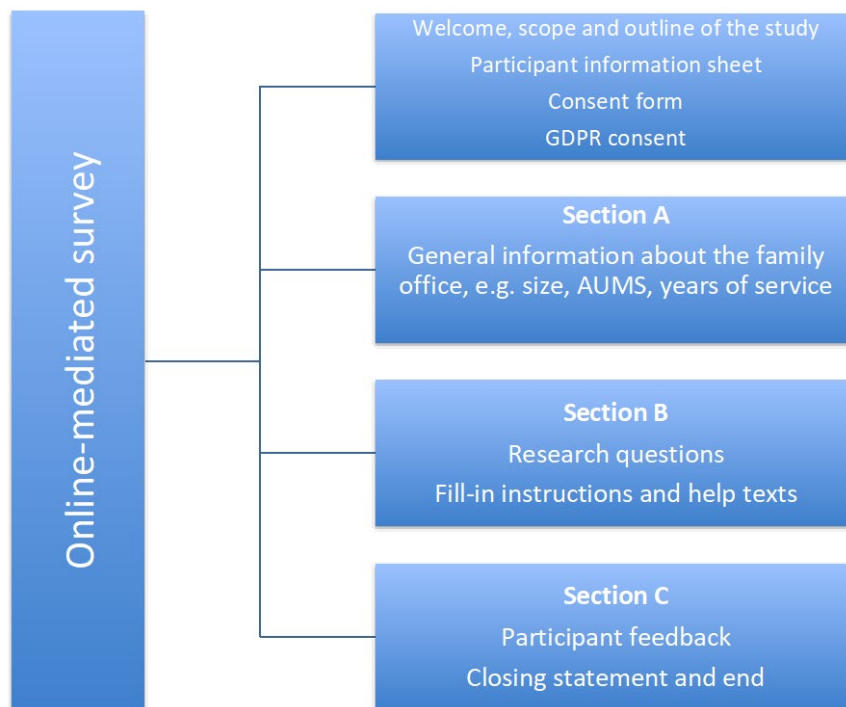 Online-mediated survey
Welcome, scope and outline of the study
Participant information sheet
Consent form
GDPR consent
Section A
General information about the family
office, e.g. size, AUMS, years of service
Section B
Research questions
Fill-in instructions and help texts
Section C
Participant feedback
Closing statement and end